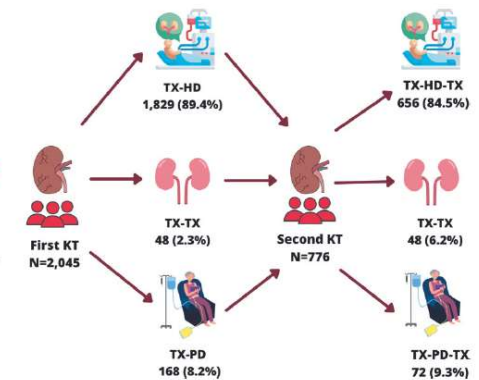 TX-HD
1,829 (89.4%)
TX-HD-TX
656 (84.5%)
First KT
N=2,045
TX-TX
48 (2.3%)
Second KT
N=776
TX-TX
48 (6.2%)
TX-PD
168 (8.2%)
TX-PD-TX
72 (9.3%)